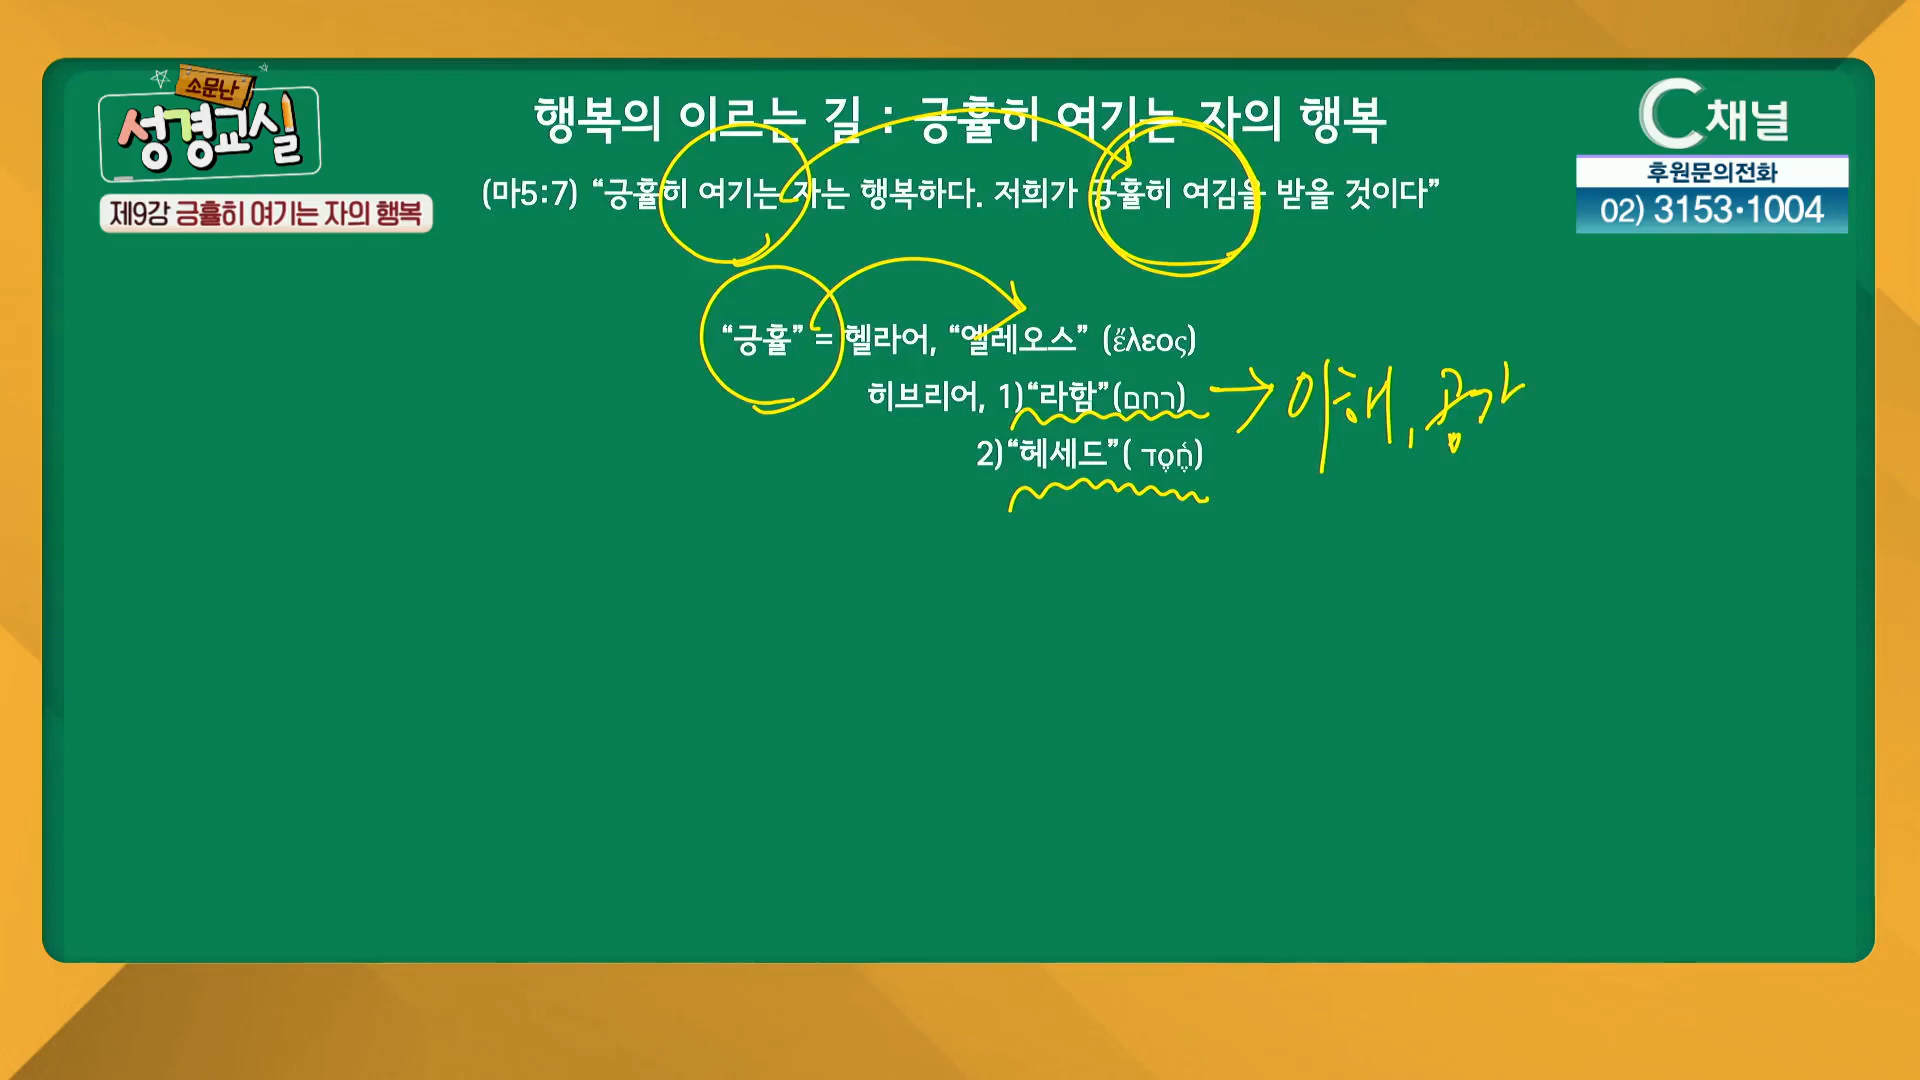 소문난
성경교실
제9강 긍휼히 여기는 자의 행복
행복의 이르는 길 : 긍휼히 여기는 자의 행복
(마5:7) “긍휼히 여기는 자는 행복하다. 저희가 긍휼히 여김을 받을 것이다”
C채널
후원문의전화
02) 3153·1004
“긍휼” = 헬라어, “엘레오스” (ἔλεος)
히브리어, 1)“라함”(רחם) → 이해, 공감
2)“헤세드”( חֶ֫סֶד)